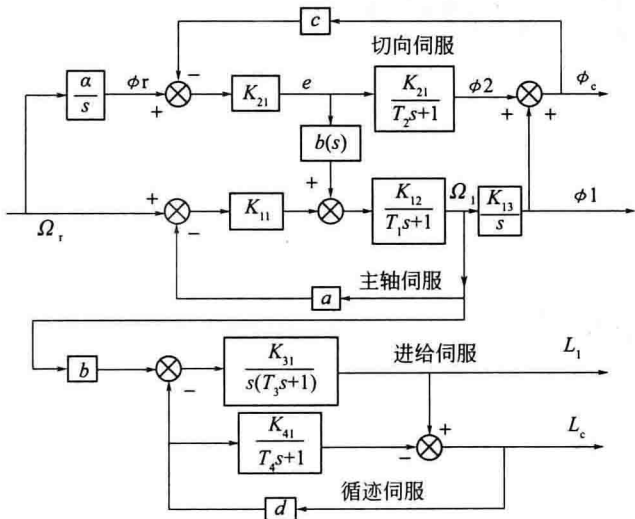 c
切向伺服
α/s
ϕr
−
+
K₂₁
e
K₂₁/(T₂s+1)
ϕ2
+
+
ϕc
b(s)
+
+
−
Ωr
K₁₁
K₁₂/(T₁s+1)
Ω₁
K₁₃/s
ϕ1
a
主轴伺服
b
−
K₃₁/(s(T₃s+1))
进给伺服
L₁
K₄₁/(T₄s+1)
+
−
Lc
d
循迹伺服